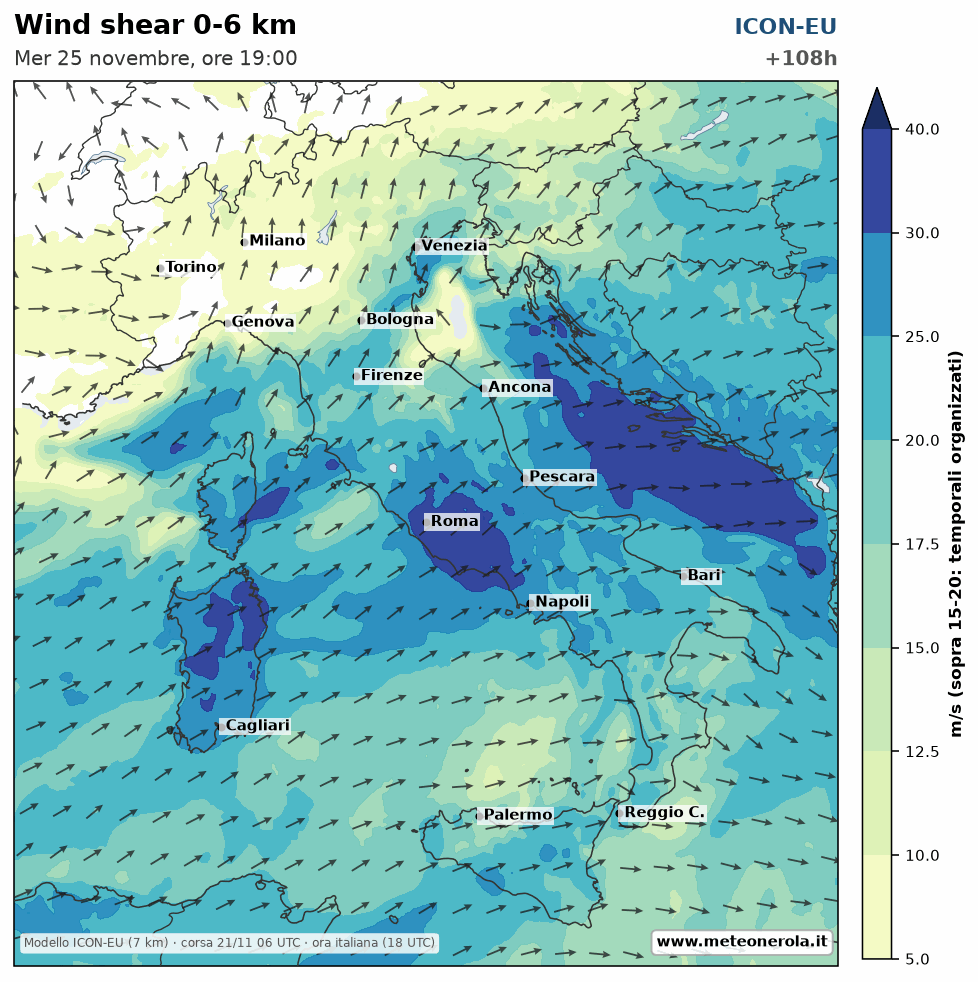 Wind shear 0-6 km
ICON-EU
Mer 25 novembre, ore 19:00
+108h
40.0
30.0
25.0
20.0
17.5
15.0
12.5
10.0
5.0
m/s (sopra 15-20: temporali organizzati)
Milano
Venezia
Torino
Genova
Bologna
Firenze
Ancona
Pescara
Roma
Bari
Napoli
Cagliari
Palermo
Reggio C.
Modello ICON-EU (7 km) · corsa 21/11 06 UTC · ora italiana (18 UTC)
www.meteonerola.it